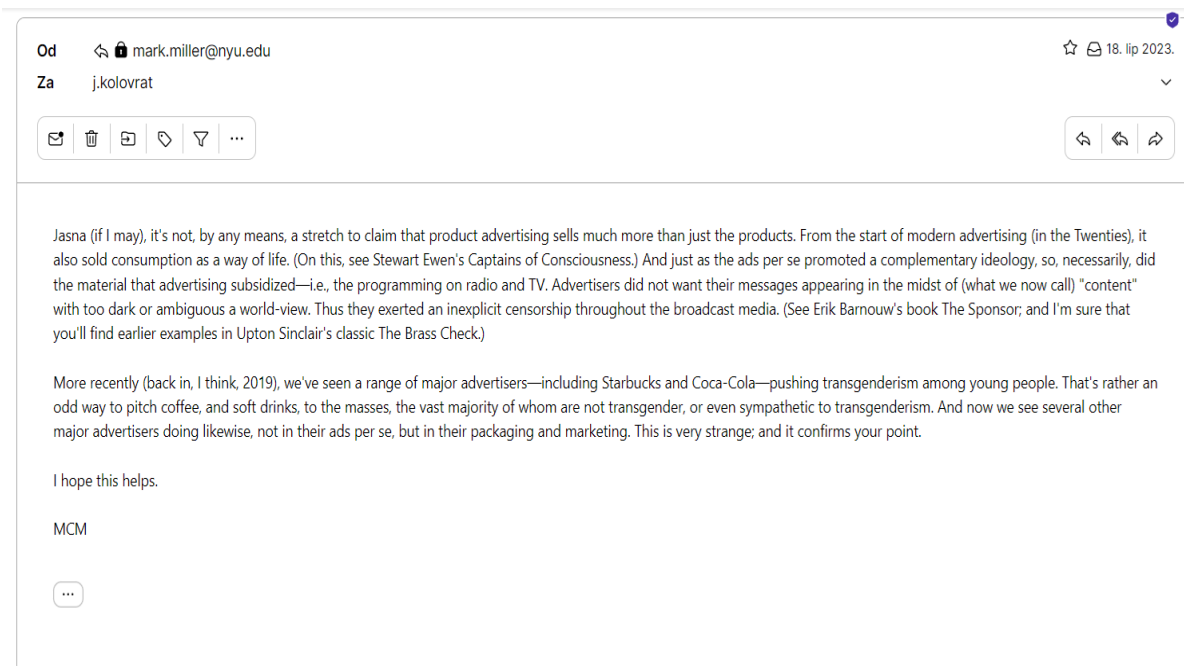 Od mark.miller@nyu.edu 18. lip 2023.
Za j.kolovrat
Jasna (if I may), it's not, by any means, a stretch to claim that product advertising sells much more than just the products. From the start of modern advertising (in the Twenties), it
also sold consumption as a way of life. (On this, see Stewart Ewen's Captains of Consciousness.) And just as the ads per se promoted a complementary ideology, so, necessarily, did
the material that advertising subsidized—i.e., the programming on radio and TV. Advertisers did not want their messages appearing in the midst of (what we now call) "content"
with too dark or ambiguous a world-view. Thus they exerted an inexplicit censorship throughout the broadcast media. (See Erik Barnouw's book The Sponsor; and I'm sure that
you'll find earlier examples in Upton Sinclair's classic The Brass Check.)
More recently (back in, I think, 2019), we've seen a range of major advertisers—including Starbucks and Coca-Cola—pushing transgenderism among young people. That's rather an
odd way to pitch coffee, and soft drinks, to the masses, the vast majority of whom are not transgender, or even sympathetic to transgenderism. And now we see several other
major advertisers doing likewise, not in their ads per se, but in their packaging and marketing. This is very strange; and it confirms your point.
I hope this helps.
MCM